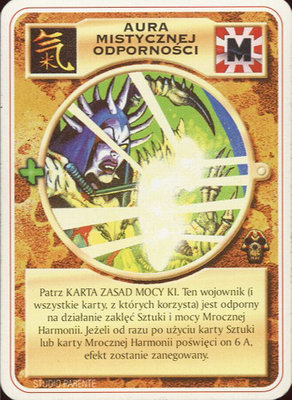 氣
AURA
MISTYCZNEJ
ODPORNOŚCI
M
Patrz KARTA ZASAD MOCY KI. Ten wojownik (i
wszystkie karty, z których korzysta) jest odporny
na działanie zaklęć Sztuki i mocy Mrocznej
Harmonii. Jeżeli od razu po użyciu karty Sztuki
lub karty Mrocznej Harmonii poświęci on 6 A,
efekt zostanie zanegowany.
STUDIO PARENTE